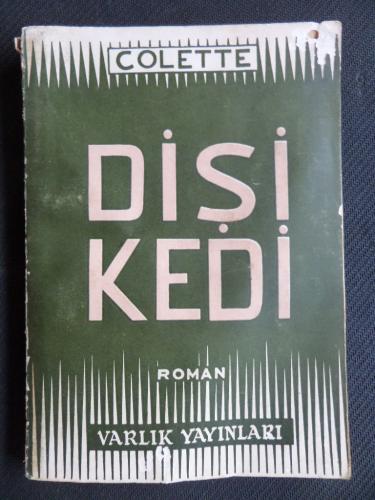 COLETTE
DİŞİ
KEDİ
ROMAN
VARLIK YAYINLARI